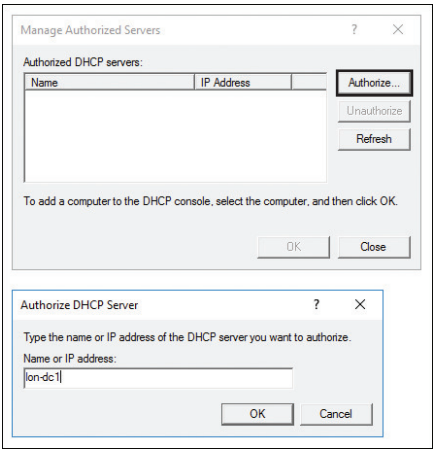 Manage Authorized Servers
Authorized DHCP servers:
Name IP Address
Authorize...
Unauthorize
Refresh
To add a computer to the DHCP console, select the computer, and then click OK.
OK Close
Authorize DHCP Server
Type the name or IP address of the DHCP server you want to authorize.
Name or IP address:
lon-dc1
OK Cancel